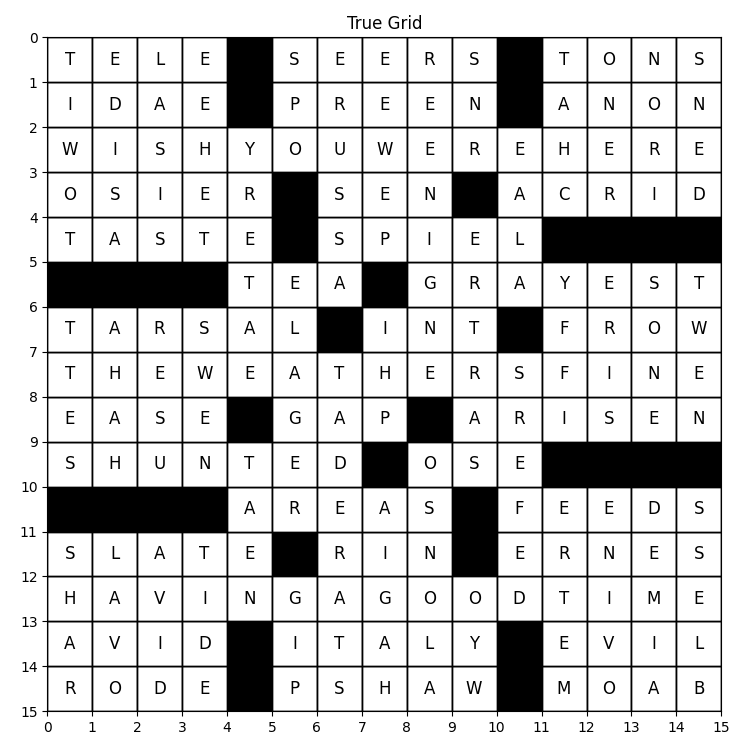 True Grid
0 T E L E S E E R S T O N S
1 I D A E P R E E N A N O N
2 W I S H Y O U W E R E H E R E
3 O S I E R S E N A C R I D
4 T A S T E S P I E L
5 T E A G R A Y E S T
6 T A R S A L I N T F R O W
7 T H E W E A T H E R S F I N E
8 E A S E G A P A R I S E N
9 S H U N T E D O S E
10 A R E A S F E E D S
11 S L A T E R I N E R N E S
12 H A V I N G A G O O D T I M E
13 A V I D I T A L Y E V I L
14 R O D E P S H A W M O A B
15
0 1 2 3 4 5 6 7 8 9 10 11 12 13 14 15